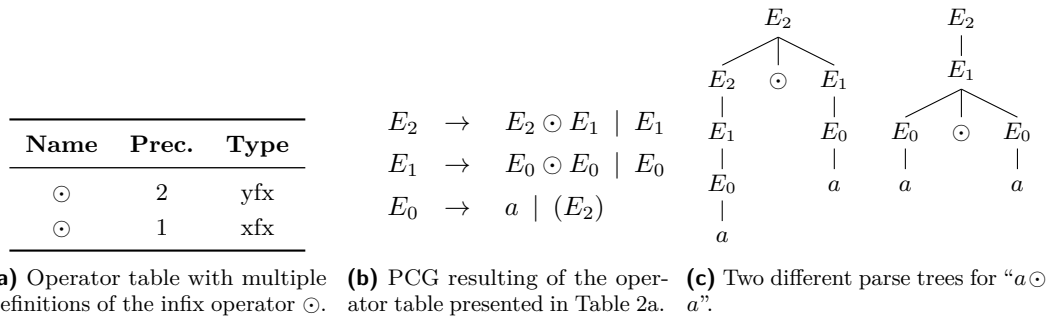 Name Prec. Type
⊙ 2 yfx
⊙ 1 xfx
a) Operator table with multiple
efinitions of the infix operator ⊙.
E₂ → E₂ ⊙ E₁ | E₁
E₁ → E₀ ⊙ E₀ | E₀
E₀ → a | (E₂)
(b) PCG resulting of the oper-
ator table presented in Table 2a.
E₂
E₂ ⊙ E₁
E₁ E₀
E₀ a
a
E₂
E₁
E₀ ⊙ E₀
a a
(c) Two different parse trees for “a ⊙
a”.